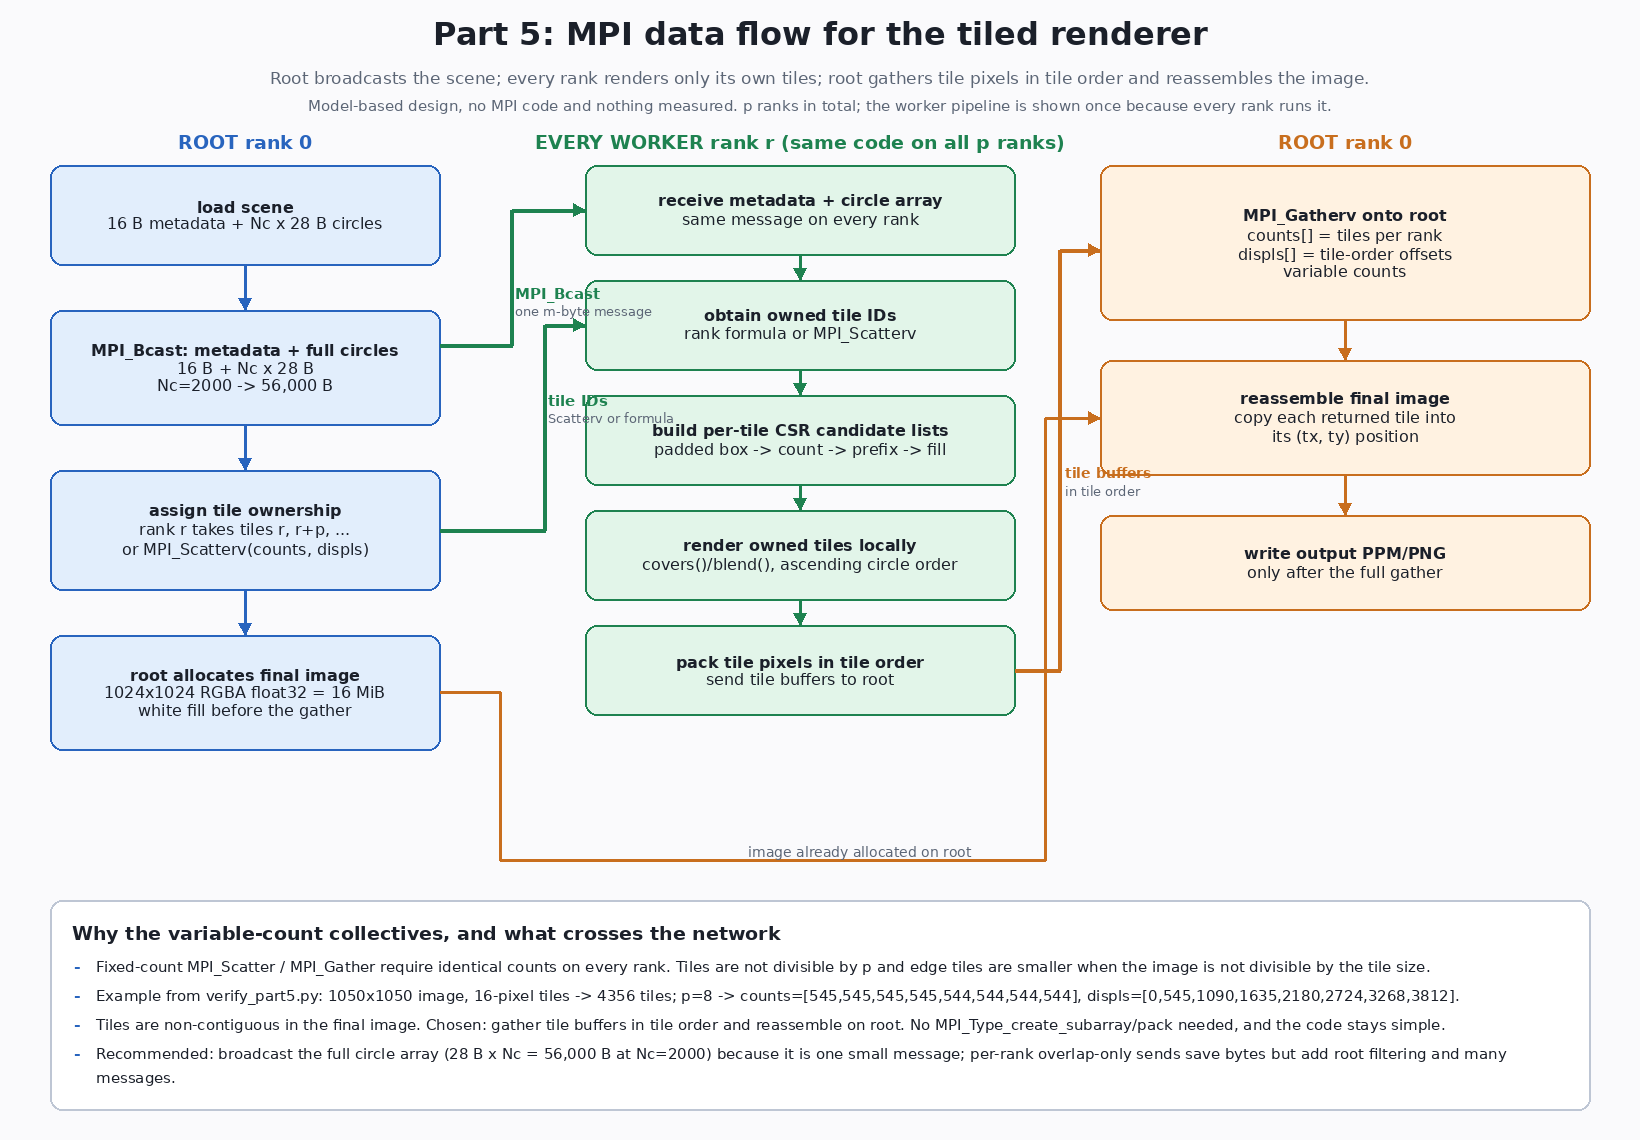 Part 5: MPI data flow for the tiled renderer
Root broadcasts the scene; every rank renders only its own tiles; root gathers tile pixels in tile order and reassembles the image.
Model-based design, no MPI code and nothing measured. p ranks in total; the worker pipeline is shown once because every rank runs it.
ROOT rank 0
load scene
16 B metadata + Nc x 28 B circles
MPI_Bcast: metadata + full circles
16 B + Nc x 28 B
Nc=2000 -> 56,000 B
assign tile ownership
rank r takes tiles r, r+p, ...
or MPI_Scatterv(counts, displs)
root allocates final image
1024x1024 RGBA float32 = 16 MiB
white fill before the gather
MPI_Bcast
one m-byte message
tile IDs
Scatterv or formula
EVERY WORKER rank r (same code on all p ranks)
receive metadata + circle array
same message on every rank
obtain owned tile IDs
rank formula or MPI_Scatterv
build per-tile CSR candidate lists
padded box -> count -> prefix -> fill
render owned tiles locally
covers()/blend(), ascending circle order
pack tile pixels in tile order
send tile buffers to root
image already allocated on root
ROOT rank 0
MPI_Gatherv onto root
counts[] = tiles per rank
displs[] = tile-order offsets
variable counts
reassemble final image
copy each returned tile into
its (tx, ty) position
tile buffers
in tile order
write output PPM/PNG
only after the full gather
Why the variable-count collectives, and what crosses the network
- Fixed-count MPI_Scatter / MPI_Gather require identical counts on every rank. Tiles are not divisible by p and edge tiles are smaller when the image is not divisible by the tile size.
- Example from verify_part5.py: 1050x1050 image, 16-pixel tiles -> 4356 tiles; p=8 -> counts=[545,545,545,545,544,544,544,544], displs=[0,545,1090,1635,2180,2724,3268,3812].
- Tiles are non-contiguous in the final image. Chosen: gather tile buffers in tile order and reassemble on root. No MPI_Type_create_subarray/pack needed, and the code stays simple.
- Recommended: broadcast the full circle array (28 B x Nc = 56,000 B at Nc=2000) because it is one small message; per-rank overlap-only sends save bytes but add root filtering and many
messages.